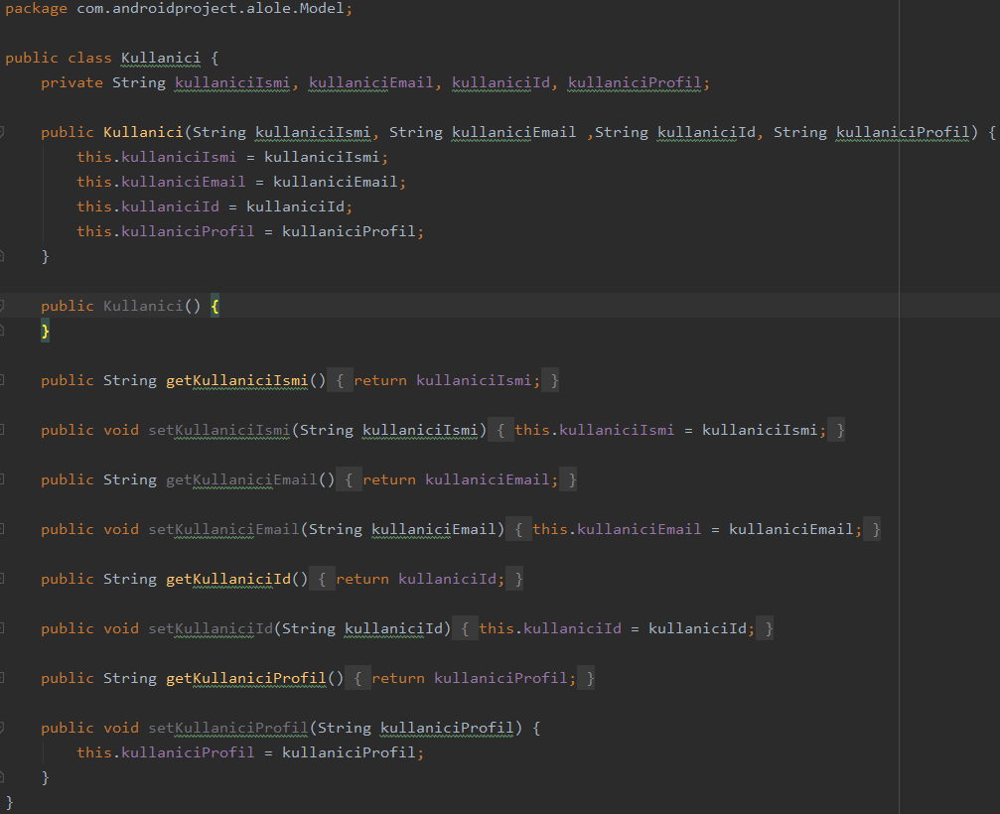 package com.androidproject.alole.Model;
public class Kullanici {
private String kullaniciIsmi, kullaniciEmail, kullaniciId, kullaniciProfil;
public Kullanici(String kullaniciIsmi, String kullaniciEmail ,String kullaniciId, String kullaniciProfil) {
this.kullaniciIsmi = kullaniciIsmi;
this.kullaniciEmail = kullaniciEmail;
this.kullaniciId = kullaniciId;
this.kullaniciProfil = kullaniciProfil;
}
public Kullanici() {
}
public String getKullaniciIsmi() { return kullaniciIsmi; }
public void setKullaniciIsmi(String kullaniciIsmi) { this.kullaniciIsmi = kullaniciIsmi; }
public String getKullaniciEmail() { return kullaniciEmail; }
public void setKullaniciEmail(String kullaniciEmail) { this.kullaniciEmail = kullaniciEmail; }
public String getKullaniciId() { return kullaniciId; }
public void setKullaniciId(String kullaniciId) { this.kullaniciId = kullaniciId; }
public String getKullaniciProfil() { return kullaniciProfil; }
public void setKullaniciProfil(String kullaniciProfil) {
this.kullaniciProfil = kullaniciProfil;
}
}